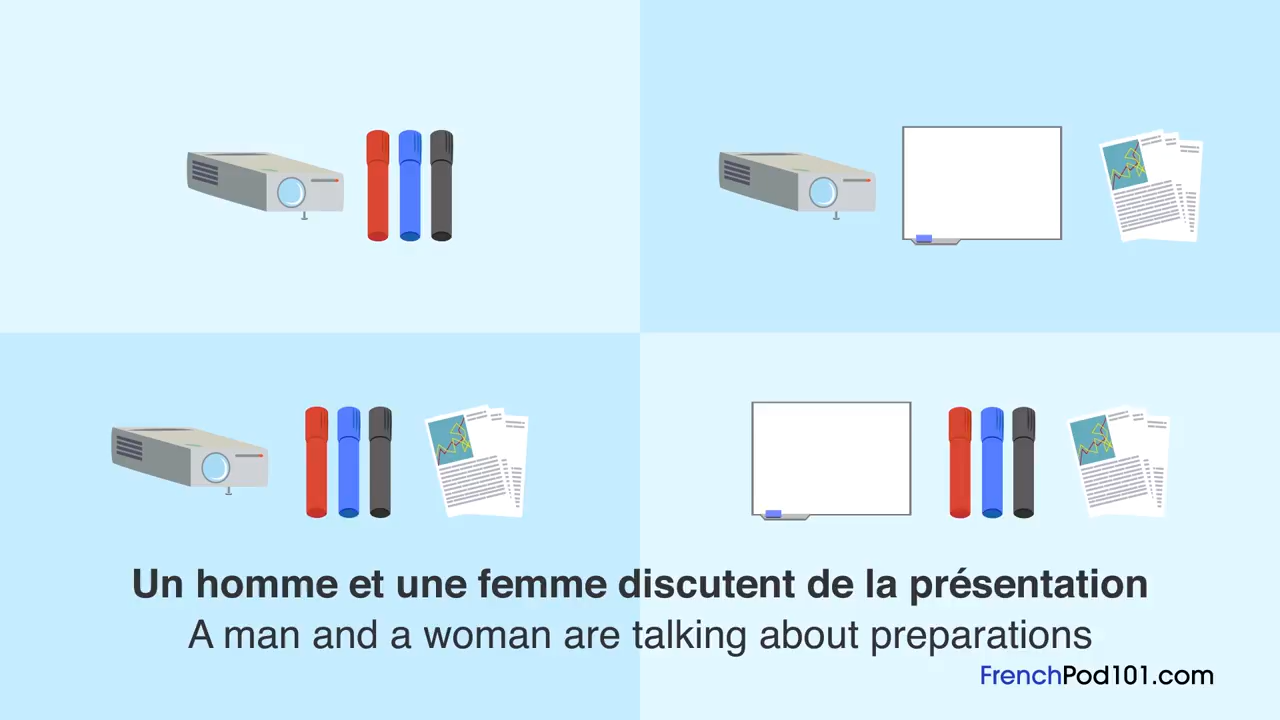 Un homme et une femme discutent de la présentation
A man and a woman are talking about preparations
FrenchPod101.com